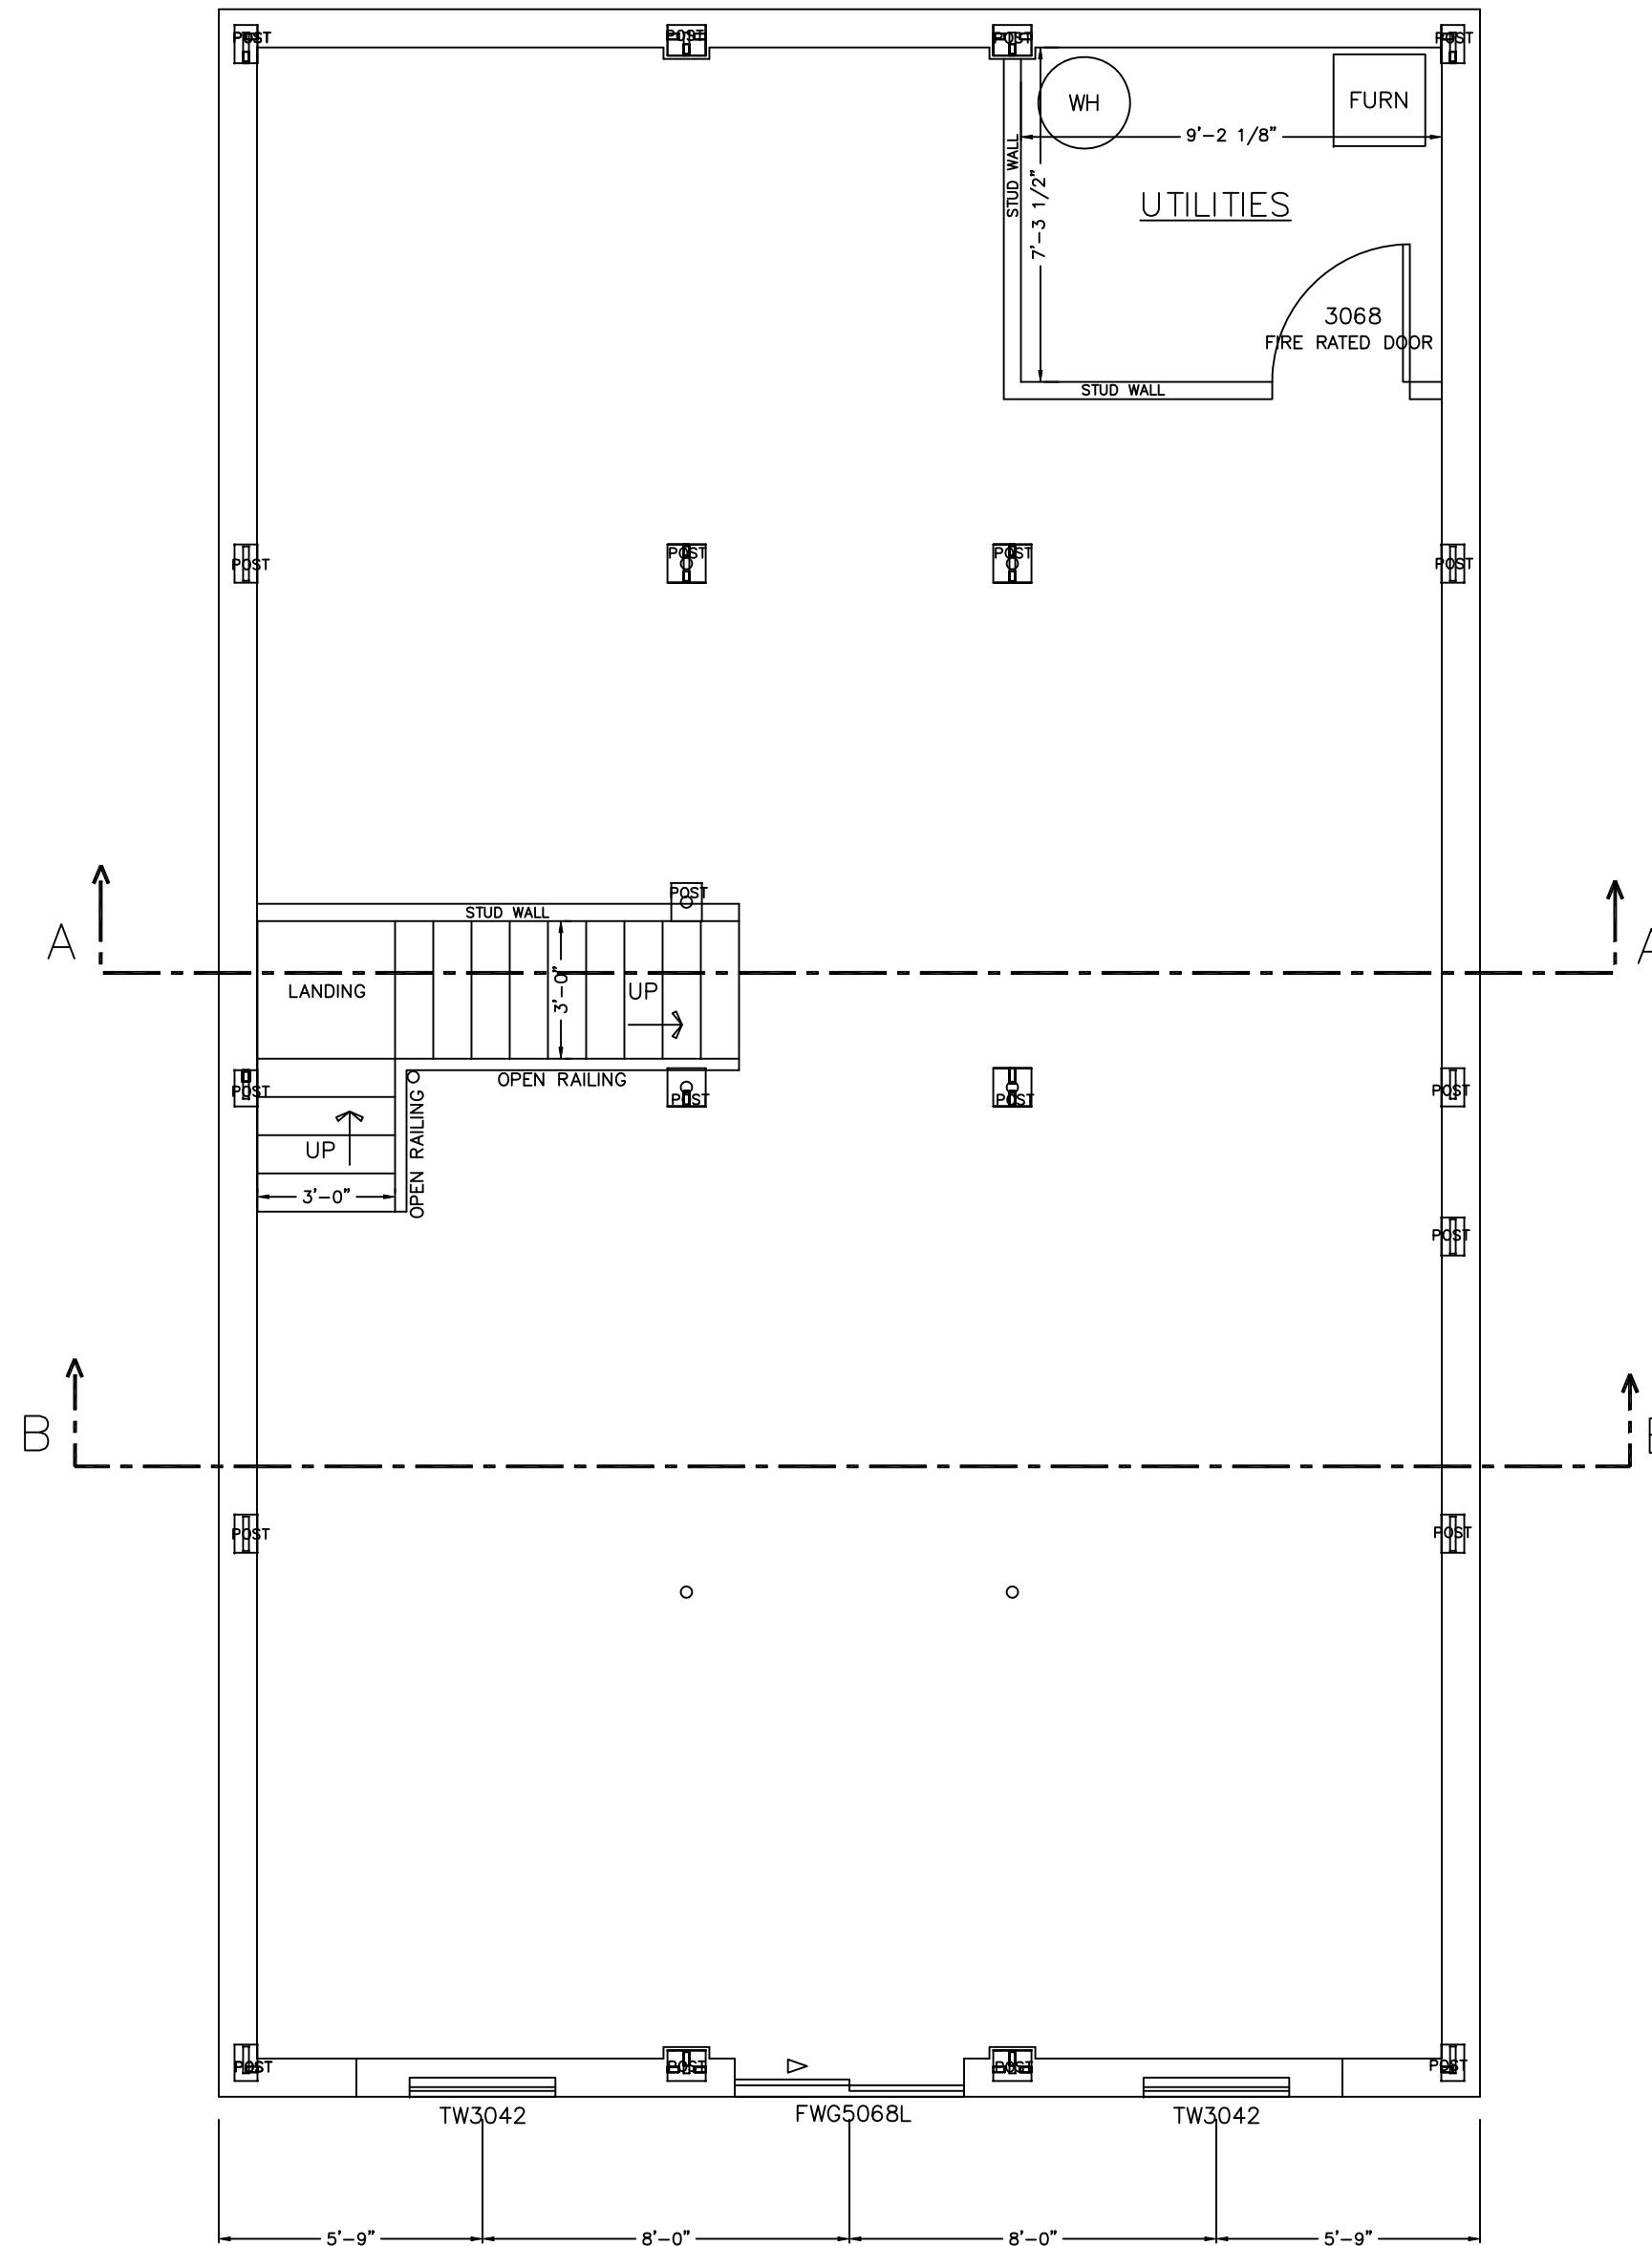 POST
POST
POST
POST
WH
FURN
9'-2 1/8"
STUD WALL
7'-3 1/2"
UTILITIES
3068
FIRE RATED DOOR
STUD WALL
POST
POST
POST
POST
POST
STUD WALL
A
A
LANDING
3'-0"
UP
OPEN RAILING
POST
POST
POST
POST
OPEN RAILING
UP
3'-0"
POST
B
POST
POST
POST
POST
POST
POST
TW3042
FWG5068L
TW3042
5'-9"
8'-0"
8'-0"
5'-9"